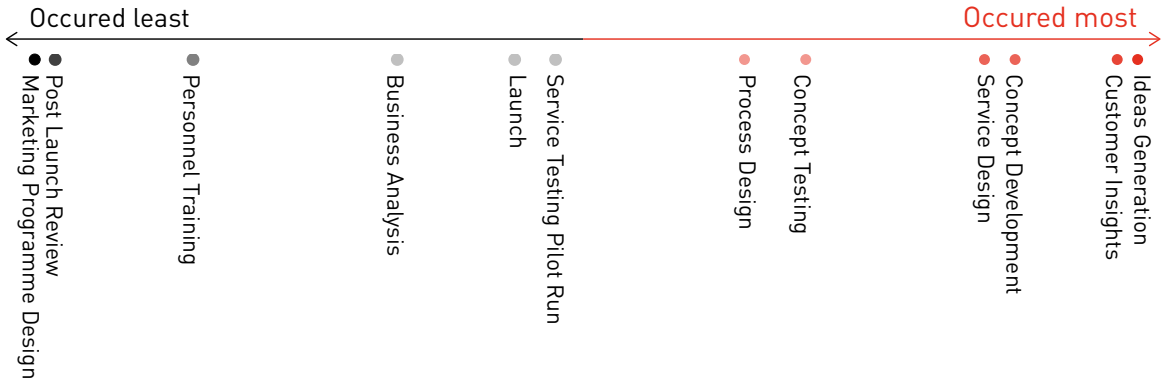 Occured least
Occured most
Marketing Programme Design
Post Launch Review
Personnel Training
Business Analysis
Launch
Service Testing Pilot Run
Process Design
Concept Testing
Service Design
Concept Development
Customer Insights
Ideas Generation